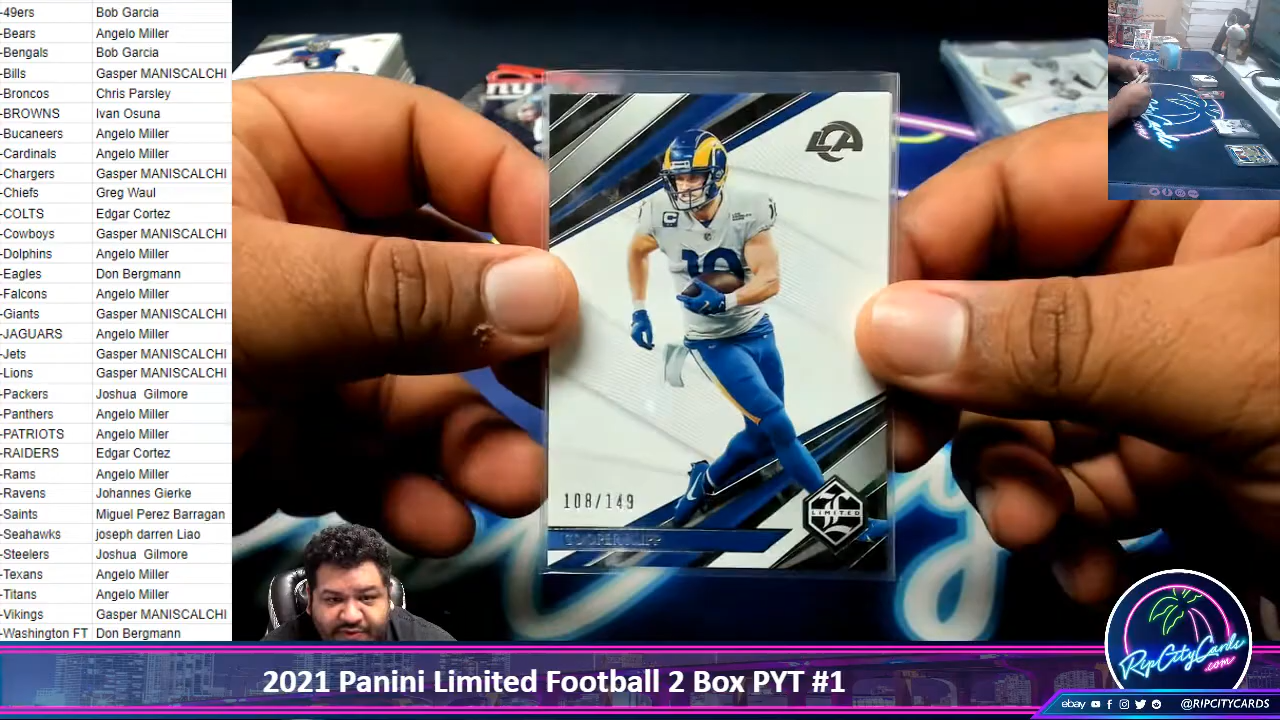 -49ers Bob Garcia
-Bears Angelo Miller
-Bengals Bob Garcia
-Bills Gasper MANISCALCHI
-Broncos Chris Parsley
-BROWNS Ivan Osuna
-Bucaneers Angelo Miller
-Cardinals Angelo Miller
-Chargers Gasper MANISCALCHI
-Chiefs Greg Waul
-COLTS Edgar Cortez
-Cowboys Gasper MANISCALCHI
-Dolphins Angelo Miller
-Eagles Don Bergmann
-Falcons Angelo Miller
-Giants Gasper MANISCALCHI
-JAGUARS Angelo Miller
-Jets Gasper MANISCALCHI
-Lions Gasper MANISCALCHI
-Packers Joshua Gilmore
-Panthers Angelo Miller
-PATRIOTS Angelo Miller
-RAIDERS Edgar Cortez
-Rams Angelo Miller
-Ravens Johannes Gierke
-Saints Miguel Perez Barragan
-Seahawks joseph darren Liao
-Steelers Joshua Gilmore
-Texans Angelo Miller
-Titans Angelo Miller
-Vikings Gasper MANISCALCHI
-Washington FT Don Bergmann
LA
10
108/149
LIMITED
COOPER KUPP
RipCityCards
.com
2021 Panini Limited Football 2 Box PYT #1
ebay @RIPCITYCARDS